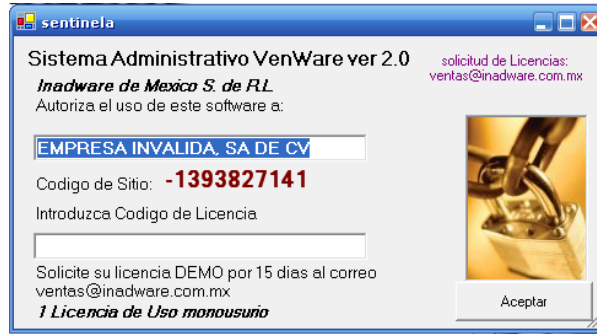 sentinela
Sistema Administrativo VenWare ver 2.0
solicitud de Licencias:
ventas@inadware.com.mx
Inadware de Mexico S. de R.L
Autoriza el uso de este software a:
EMPRESA INVALIDA, SA DE CV
Codigo de Sitio: -1393827141
Introduzca Codigo de Licencia
Solicite su licencia DEMO por 15 dias al correo
ventas@inadware.com.mx
1 Licencia de Uso monousurio
Aceptar